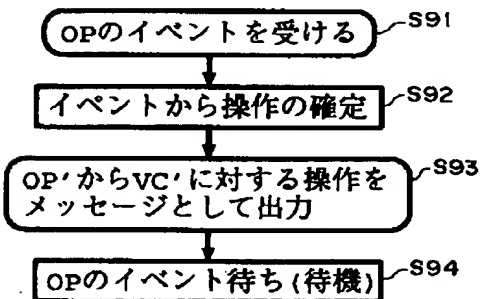 OPのイベントを受ける
S91
イベントから操作の確定
S92
OP'からVC'に対する操作を
メッセージとして出力
S93
OPのイベント待ち(待機)
S94